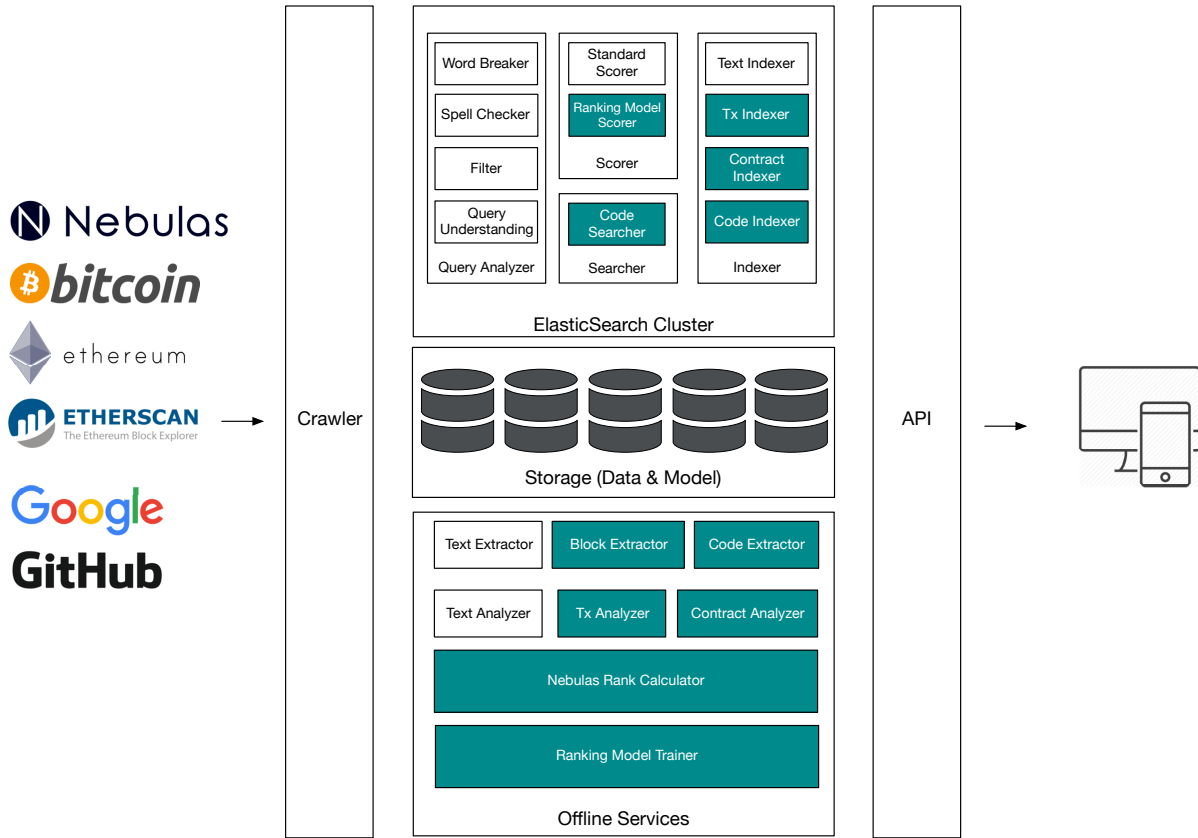 Nebulas
bitcoin
ethereum
ETHERSCAN
The Ethereum Block Explorer
Google
GitHub
Crawler
Word Breaker
Spell Checker
Filter
Query
Understanding
Query Analyzer
Standard
Scorer
Ranking Model
Scorer
Scorer
Code
Searcher
Searcher
Text Indexer
Tx Indexer
Contract
Indexer
Code Indexer
Indexer
ElasticSearch Cluster
Storage (Data & Model)
Text Extractor
Block Extractor
Code Extractor
Text Analyzer
Tx Analyzer
Contract Analyzer
Nebulas Rank Calculator
Ranking Model Trainer
Offline Services
API